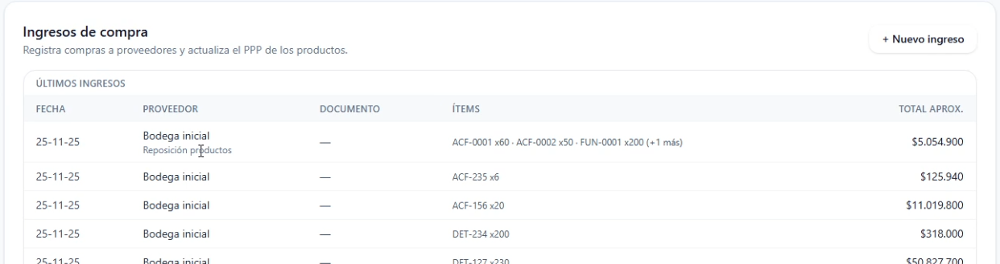 Ingresos de compra
Registra compras a proveedores y actualiza el PPP de los productos.
+ Nuevo ingreso
ÚLTIMOS INGRESOS
FECHA PROVEEDOR DOCUMENTO ÍTEMS TOTAL APROX.
25-11-25 Bodega inicial — ACF-0001 x60 · ACF-0002 x50 · FUN-0001 x200 (+1 más) $5.054.900
Reposición productos
25-11-25 Bodega inicial — ACF-235 x6 $125.940
25-11-25 Bodega inicial — ACF-156 x20 $11.019.800
25-11-25 Bodega inicial — DET-234 x200 $318.000
25-11-25 Bodega inicial — DET-127 x230 $50.827.700